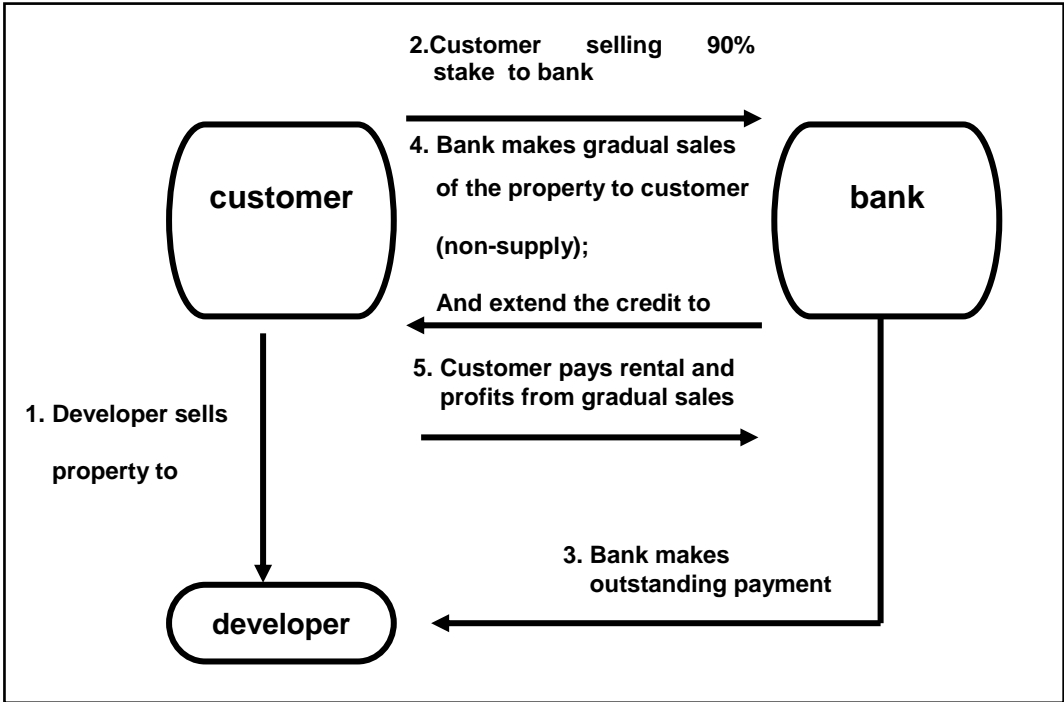 2.Customer selling 90%
stake to bank
4. Bank makes gradual sales
of the property to customer
(non-supply);
And extend the credit to
customer
bank
5. Customer pays rental and
profits from gradual sales
1. Developer sells
property to
3. Bank makes
outstanding payment
developer